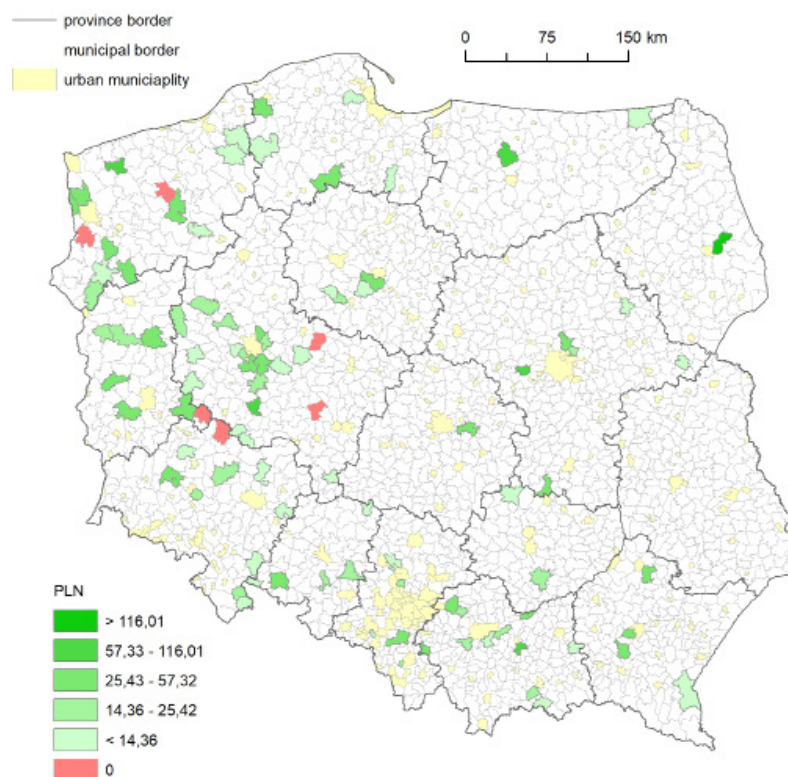 province border
municipal border
urban municiaplity
0 75 150 km
PLN
> 116,01
57,33 - 116,01
25,43 - 57,32
14,36 - 25,42
< 14,36
0